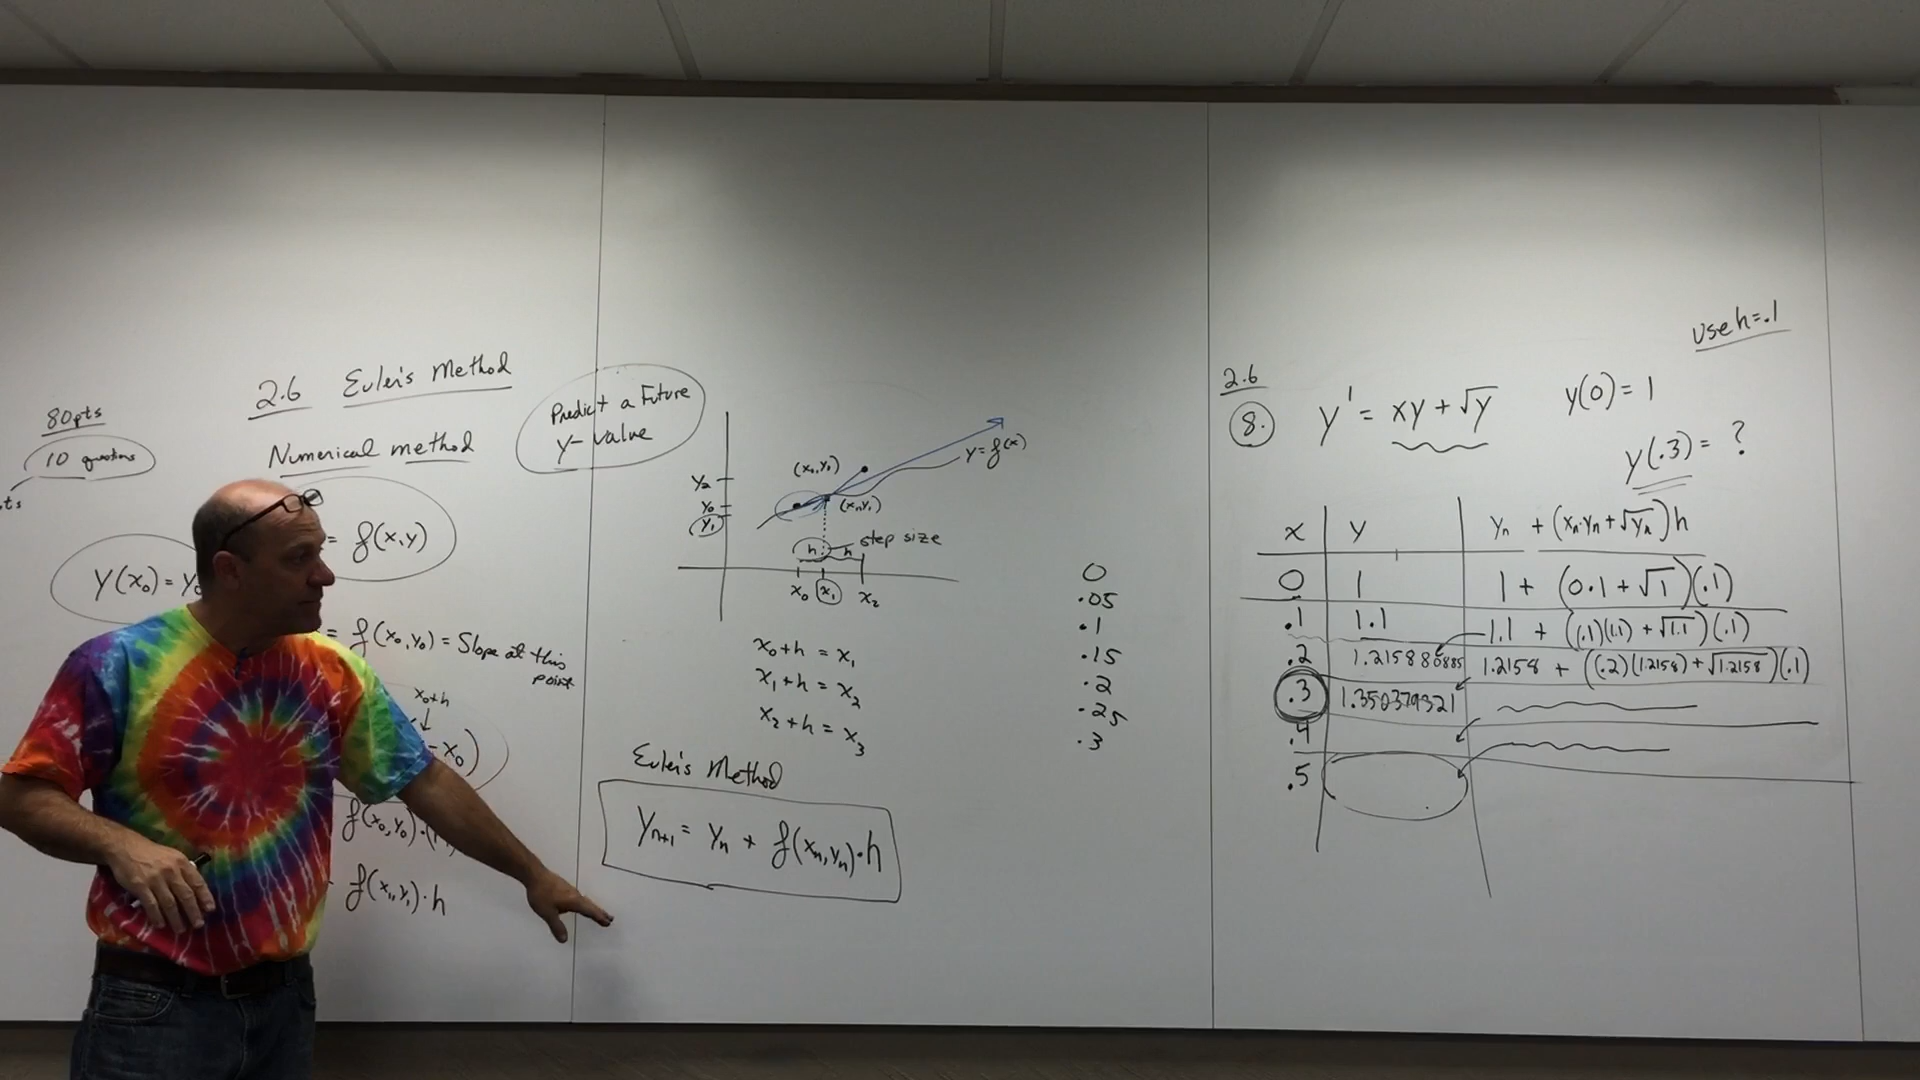 80pts
10 questions
ts
2.6 Euler's Method
Numerical method
= f(x,y)
y(x₀) = y₀
= f(x₀,y₀) = Slope at this
point
x₀+h
- x₀)
f(x₀,y₀)·(
f(x₁,y₁)·h
Predict a Future
y-value
y₂
y₀
y₁
(x₁,y₁)
y=f(x)
h h step size
x₀ x₁ x₂
x₀+h = x₁
x₁+h = x₂
x₂+h = x₃
Euler's Method
yₙ₊₁ = yₙ + f(xₙ,yₙ)·h
0
.05
.1
.15
.2
.25
.3
use h=.1
2.6
8. y' = xy + √y y(0)=1
y(.3) = ?
x y yₙ + (xₙ·yₙ+√yₙ)h
0 1 1 + (0.1 + √1)(.1)
.1 1.1 1.1 + ((.1)(1.1) + √1.1)(.1)
.2 1.215880885 1.2158 + ((.2)(1.2158)+√1.2158)(.1)
.3 1.350379321
.4
.5